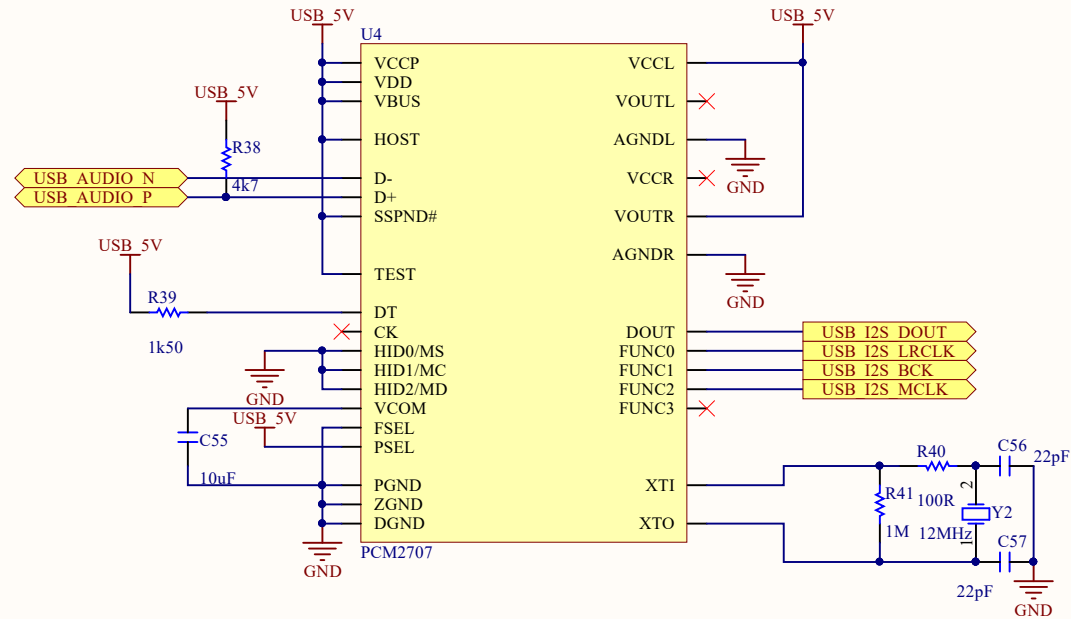 USB_5V
USB_5V
U4
VCCP
VCCL
VDD
VBUS
VOUTL
USB_5V
HOST
AGNDL
R38
4k7
USB_AUDIO_N
D-
VCCR
GND
USB_AUDIO_P
D+
SSPND#
VOUTR
USB_5V
AGNDR
TEST
GND
R39
DT
1k50
CK
DOUT
USB_I2S_DOUT
HID0/MS
FUNC0
USB_I2S_LRCLK
HID1/MC
FUNC1
USB_I2S_BCK
HID2/MD
FUNC2
USB_I2S_MCLK
GND
VCOM
FUNC3
USB_5V
FSEL
C55
PSEL
10uF
R40
C56
22pF
PGND
XTI
R41
100R
2
ZGND
Y2
DGND
XTO
1M
12MHz
1
C57
GND
PCM2707
22pF
GND